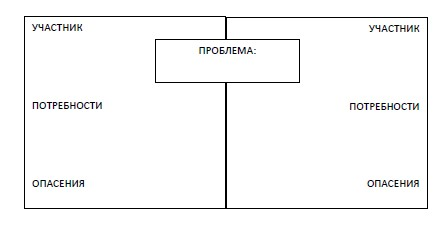 УЧАСТНИК
УЧАСТНИК
ПРОБЛЕМА:
ПОТРЕБНОСТИ
ПОТРЕБНОСТИ
ОПАСЕНИЯ
ОПАСЕНИЯ